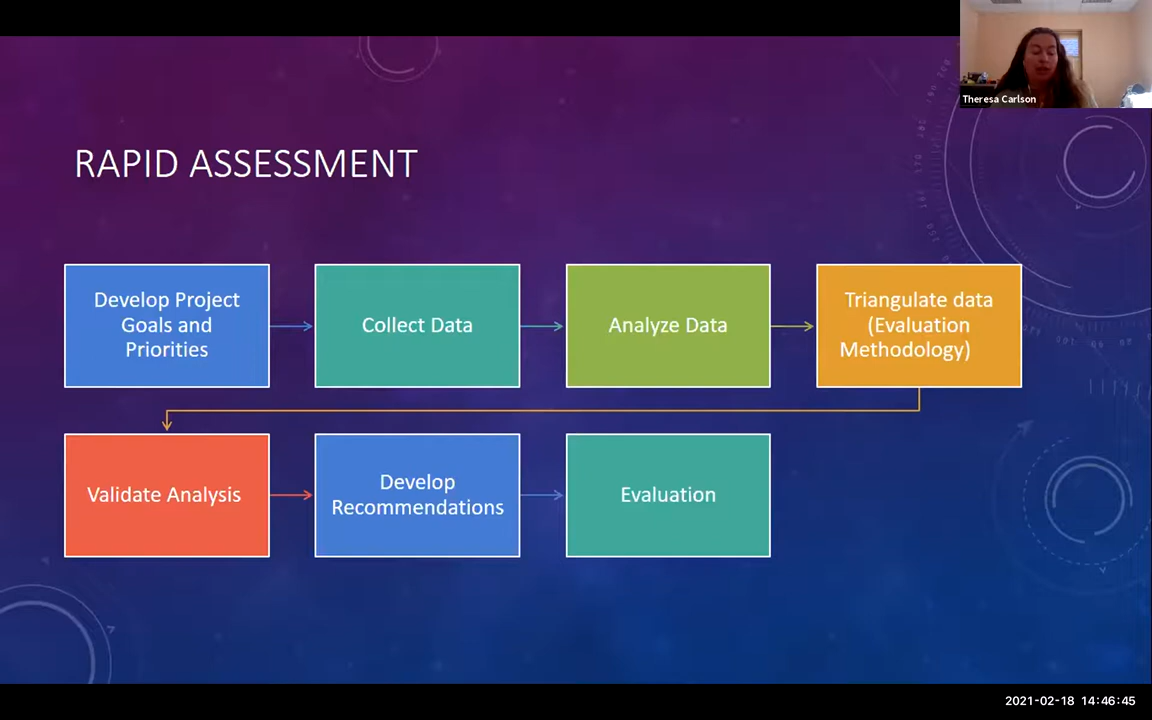 Theresa Carlson
RAPID ASSESSMENT
Develop Project
Goals and
Priorities
Collect Data
Analyze Data
Triangulate data
(Evaluation
Methodology)
Validate Analysis
Develop
Recommendations
Evaluation
2021-02-18 14:46:45